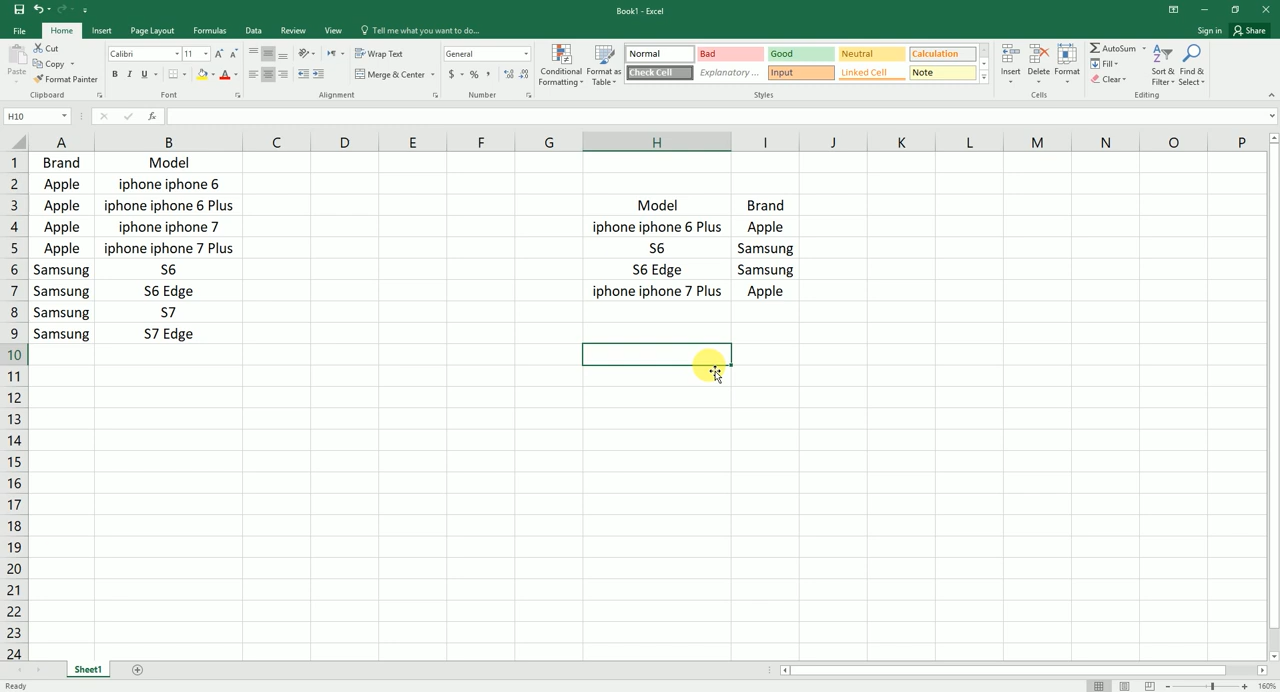 Book1 - Excel
File Home Insert Page Layout Formulas Data Review View Tell me what you want to do... Sign in Share
Paste Cut Copy Format Painter Clipboard
Calibri 11 B I U Font
Wrap Text Merge & Center Alignment
General $ % , Number
Conditional Formatting Format as Table
Normal Bad Good Neutral Calculation
Check Cell Explanatory ... Input Linked Cell Note
Styles
Insert Delete Format Cells
AutoSum Fill Clear Sort & Filter Find & Select Editing
H10 fx
A B C D E F G H I J K L M N O P
1 Brand Model
2 Apple iphone iphone 6
3 Apple iphone iphone 6 Plus Model Brand
4 Apple iphone iphone 7 iphone iphone 6 Plus Apple
5 Apple iphone iphone 7 Plus S6 Samsung
6 Samsung S6 S6 Edge Samsung
7 Samsung S6 Edge iphone iphone 7 Plus Apple
8 Samsung S7
9 Samsung S7 Edge
10
11
12
13
14
15
16
17
18
19
20
21
22
23
24
Sheet1
Ready 160%